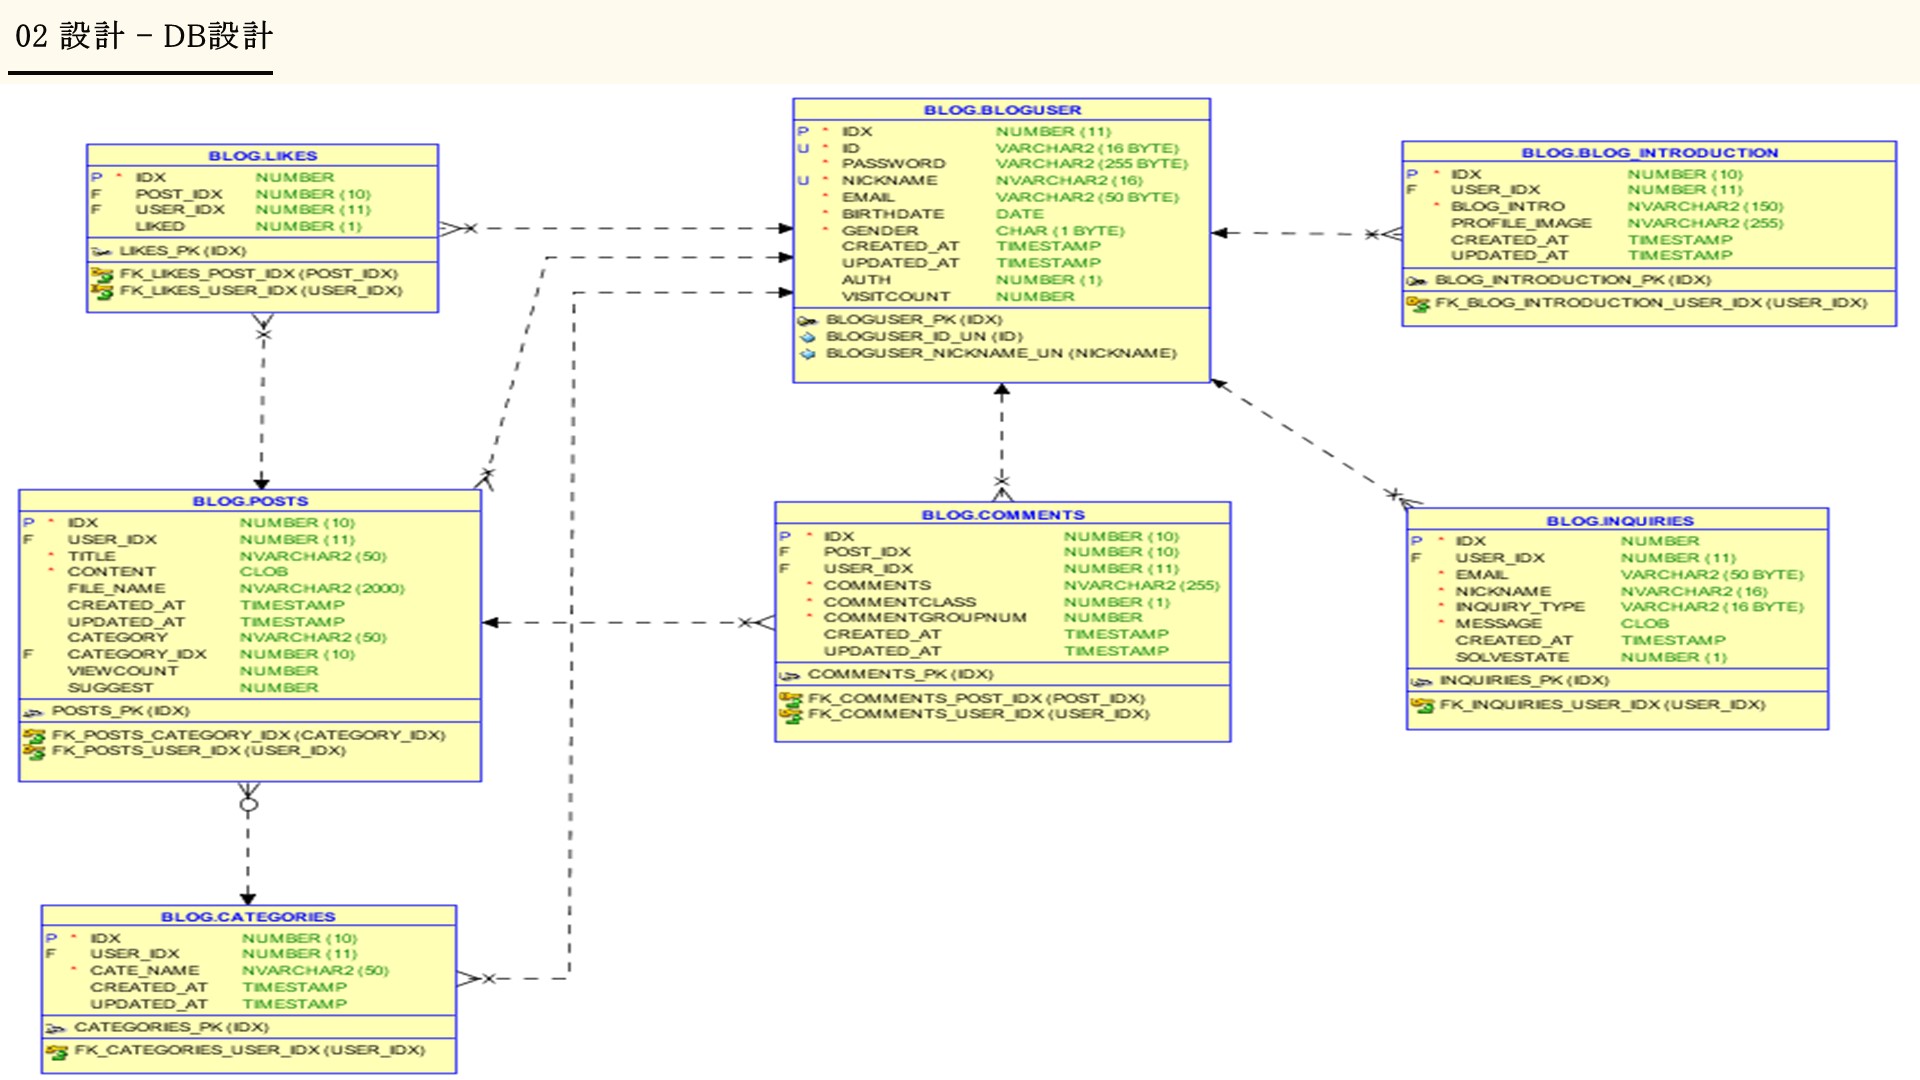 02 設計 - DB設計
BLOG.LIKES
P * IDX NUMBER
F POST_IDX NUMBER (10)
F USER_IDX NUMBER (11)
LIKED NUMBER (1)
LIKES_PK (IDX)
FK_LIKES_POST_IDX (POST_IDX)
FK_LIKES_USER_IDX (USER_IDX)
BLOG.BLOGUSER
P * IDX NUMBER (11)
U * ID VARCHAR2 (16 BYTE)
* PASSWORD VARCHAR2 (255 BYTE)
U * NICKNAME NVARCHAR2 (16)
* EMAIL VARCHAR2 (50 BYTE)
* BIRTHDATE DATE
* GENDER CHAR (1 BYTE)
CREATED_AT TIMESTAMP
UPDATED_AT TIMESTAMP
AUTH NUMBER (1)
VISITCOUNT NUMBER
BLOGUSER_PK (IDX)
BLOGUSER_ID_UN (ID)
BLOGUSER_NICKNAME_UN (NICKNAME)
BLOG.BLOG_INTRODUCTION
P * IDX NUMBER (10)
F USER_IDX NUMBER (11)
* BLOG_INTRO NVARCHAR2 (150)
PROFILE_IMAGE NVARCHAR2 (255)
CREATED_AT TIMESTAMP
UPDATED_AT TIMESTAMP
BLOG_INTRODUCTION_PK (IDX)
FK_BLOG_INTRODUCTION_USER_IDX (USER_IDX)
BLOG.POSTS
P * IDX NUMBER (10)
F USER_IDX NUMBER (11)
* TITLE NVARCHAR2 (50)
* CONTENT CLOB
FILE_NAME NVARCHAR2 (2000)
CREATED_AT TIMESTAMP
UPDATED_AT TIMESTAMP
CATEGORY NVARCHAR2 (50)
F CATEGORY_IDX NUMBER (10)
VIEWCOUNT NUMBER
SUGGEST NUMBER
POSTS_PK (IDX)
FK_POSTS_CATEGORY_IDX (CATEGORY_IDX)
FK_POSTS_USER_IDX (USER_IDX)
BLOG.COMMENTS
P * IDX NUMBER (10)
F POST_IDX NUMBER (10)
F USER_IDX NUMBER (11)
* COMMENTS NVARCHAR2 (255)
* COMMENTCLASS NUMBER (1)
* COMMENTGROUPNUM NUMBER
CREATED_AT TIMESTAMP
UPDATED_AT TIMESTAMP
COMMENTS_PK (IDX)
FK_COMMENTS_POST_IDX (POST_IDX)
FK_COMMENTS_USER_IDX (USER_IDX)
BLOG.INQUIRIES
P * IDX NUMBER
F USER_IDX NUMBER (11)
* EMAIL VARCHAR2 (50 BYTE)
* NICKNAME NVARCHAR2 (16)
* INQUIRY_TYPE VARCHAR2 (16 BYTE)
* MESSAGE CLOB
CREATED_AT TIMESTAMP
SOLVESTATE NUMBER (1)
INQUIRIES_PK (IDX)
FK_INQUIRIES_USER_IDX (USER_IDX)
BLOG.CATEGORIES
P * IDX NUMBER (10)
F USER_IDX NUMBER (11)
* CATE_NAME NVARCHAR2 (50)
CREATED_AT TIMESTAMP
UPDATED_AT TIMESTAMP
CATEGORIES_PK (IDX)
FK_CATEGORIES_USER_IDX (USER_IDX)